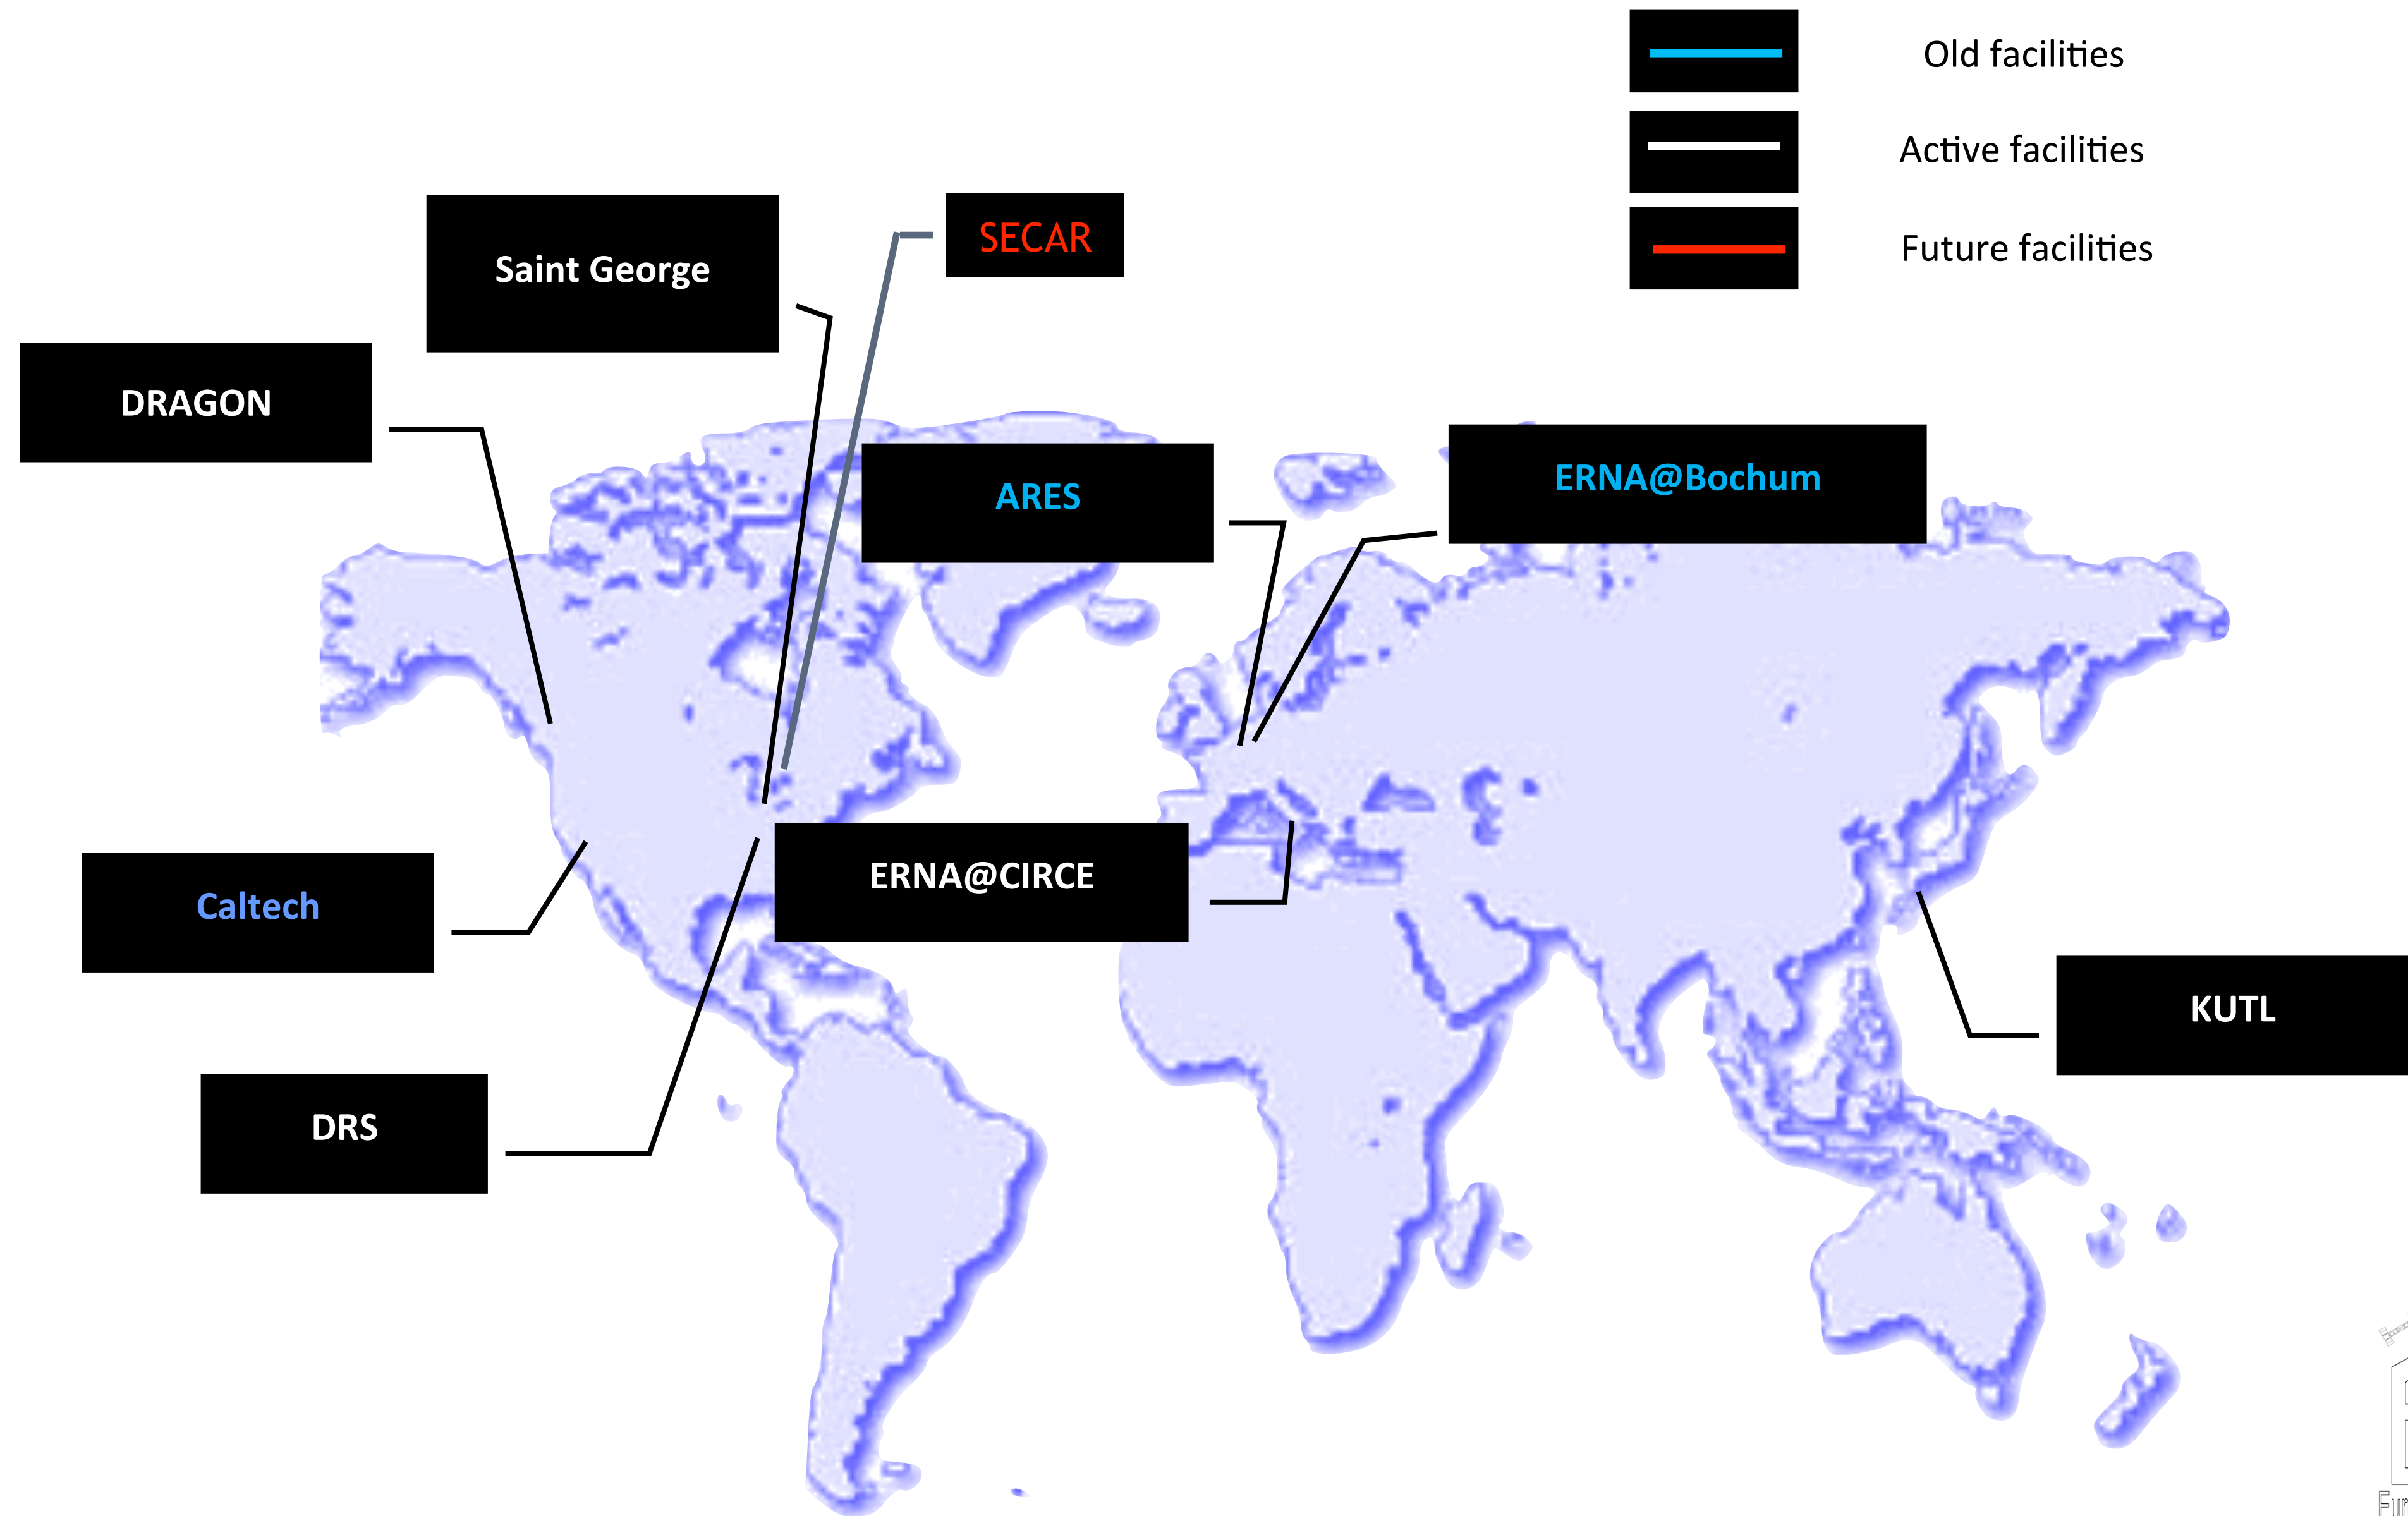 Old facilities
Active facilities
Future facilities
SECAR
Saint George
DRAGON
ARES
ERNA@Bochum
ERNA@CIRCE
Caltech
KUTL
DRS